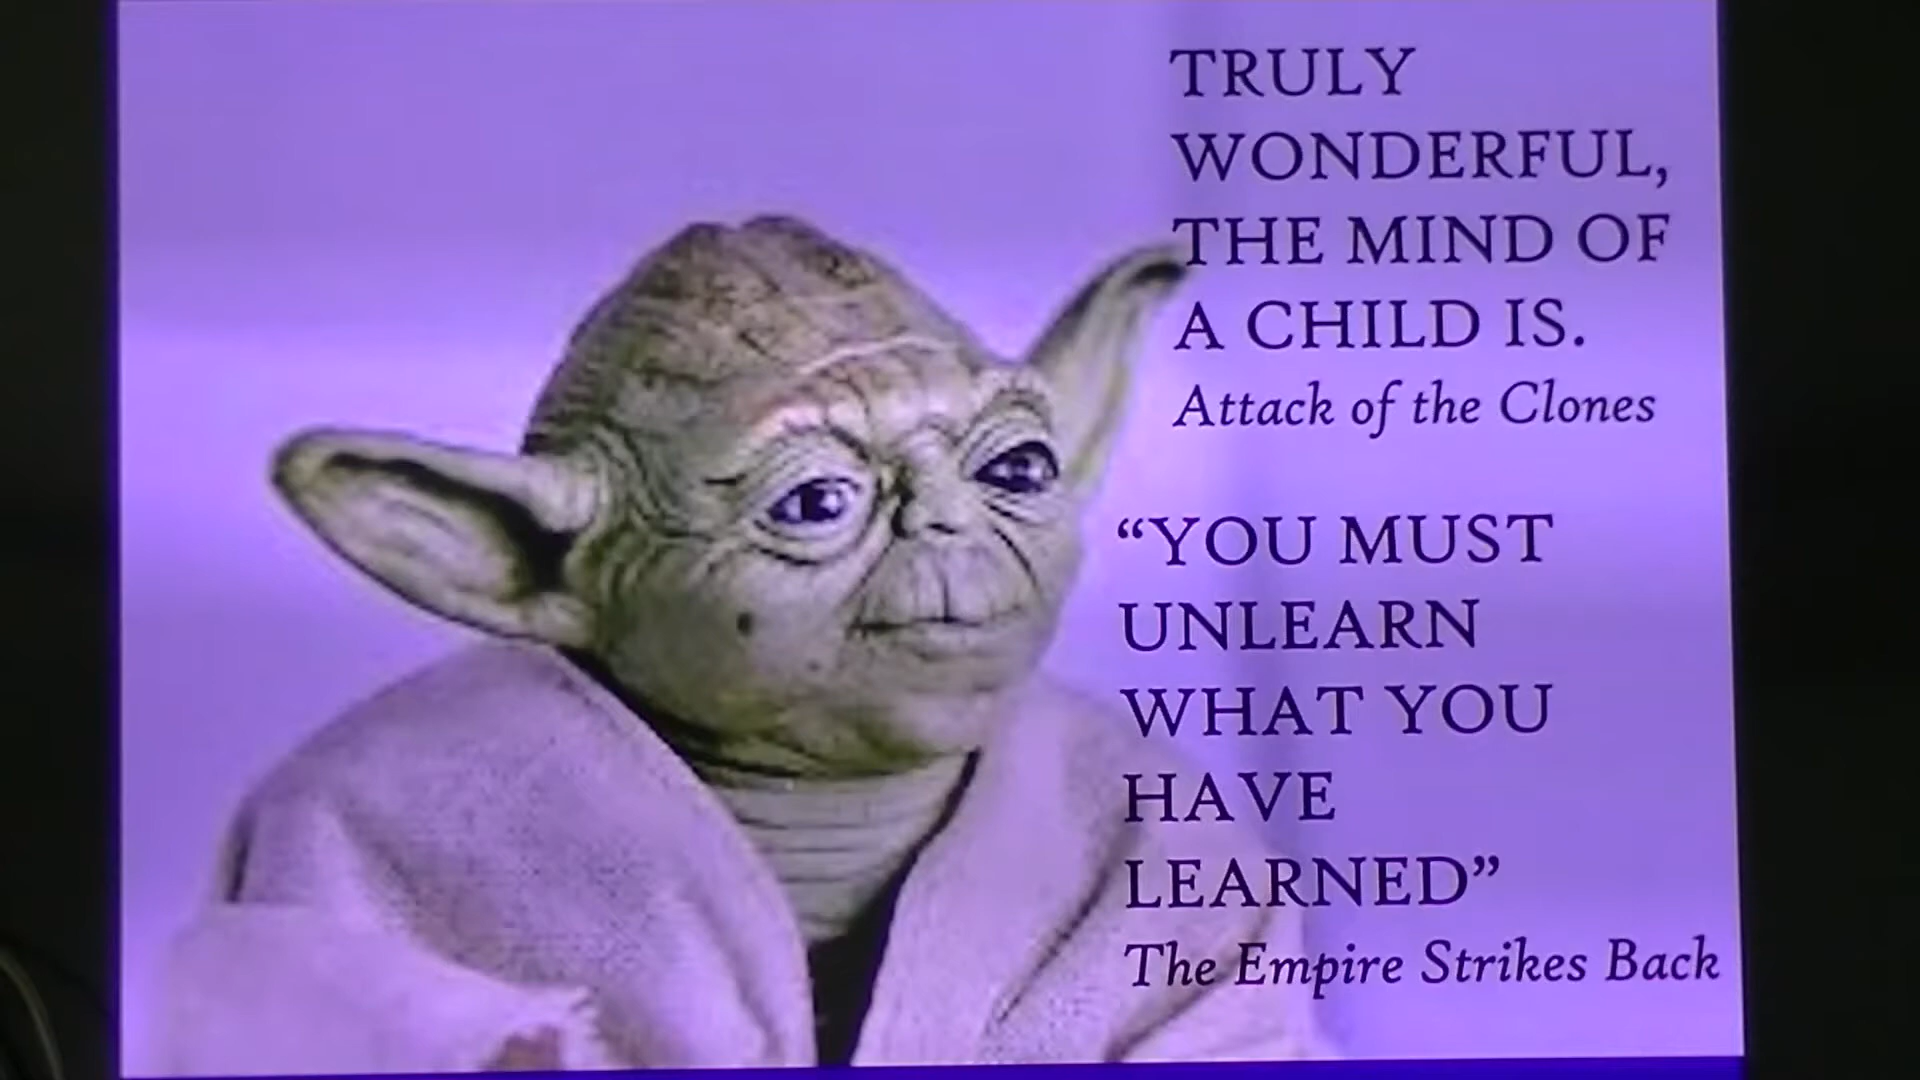 TRULY
WONDERFUL,
THE MIND OF
A CHILD IS.
Attack of the Clones
“YOU MUST
UNLEARN
WHAT YOU
HAVE
LEARNED”
The Empire Strikes Back